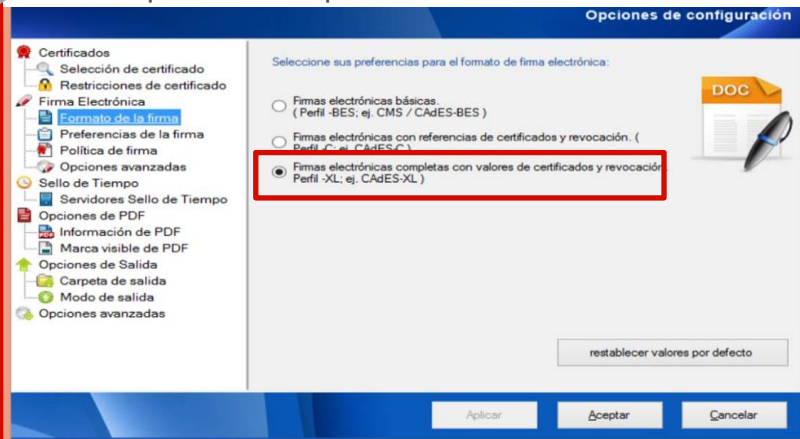 Opciones de configuración
Certificados
Selección de certificado
Restricciones de certificado
Firma Electrónica
Formato de la firma
Preferencias de la firma
Política de firma
Opciones avanzadas
Sello de Tiempo
Servidores Sello de Tiempo
Opciones de PDF
Información de PDF
Marca visible de PDF
Opciones de Salida
Carpeta de salida
Modo de salida
Opciones avanzadas
Seleccione sus preferencias para el formato de firma electrónica:
DOC
Firmas electrónicas básicas.
( Perfil -BES; ej. CMS / CAdES-BES )
Firmas electrónicas con referencias de certificados y revocación. (
Perfil -C; ej. CAdES-C )
Firmas electrónicas completas con valores de certificados y revocación.
Perfil -XL; ej. CAdES-XL )
restablecer valores por defecto
Aplicar
Aceptar
Cancelar